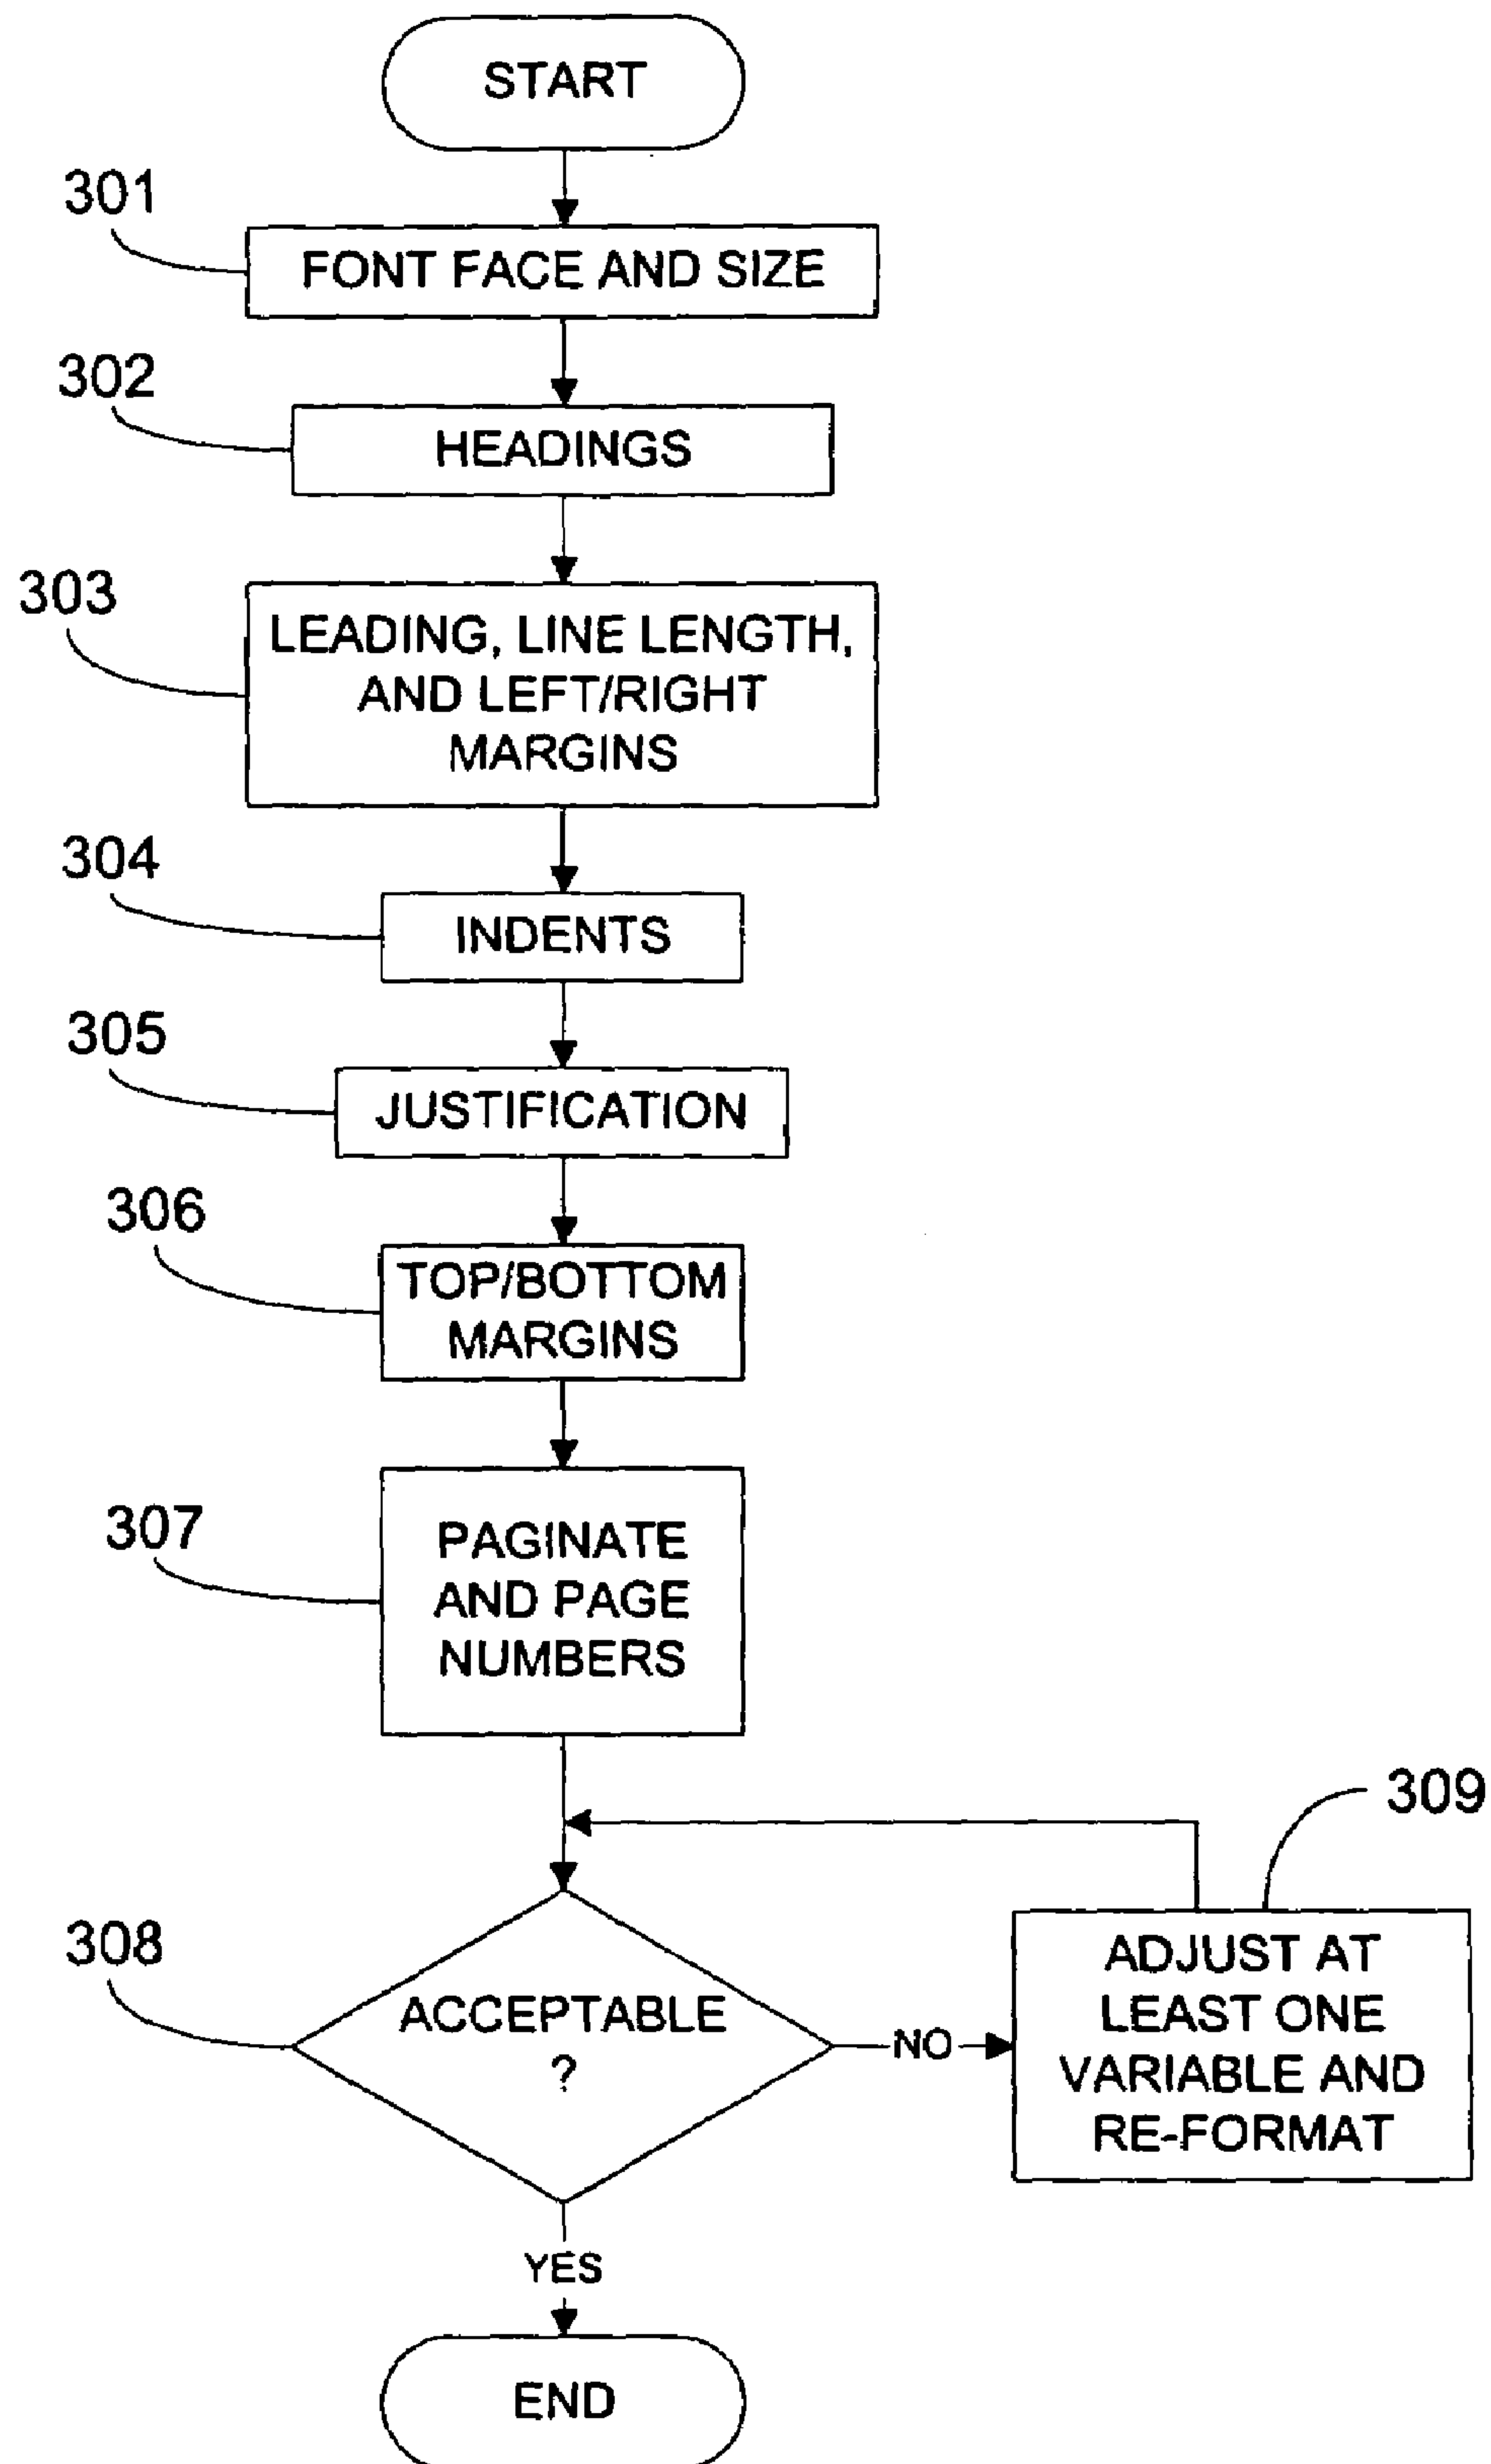 START
301
FONT FACE AND SIZE
302
HEADINGS
303
LEADING, LINE LENGTH,
AND LEFT/RIGHT
MARGINS
304
INDENTS
305
JUSTIFICATION
306
TOP/BOTTOM
MARGINS
307
PAGINATE
AND PAGE
NUMBERS
308
ACCEPTABLE
?
NO
309
ADJUST AT
LEAST ONE
VARIABLE AND
RE-FORMAT
YES
END